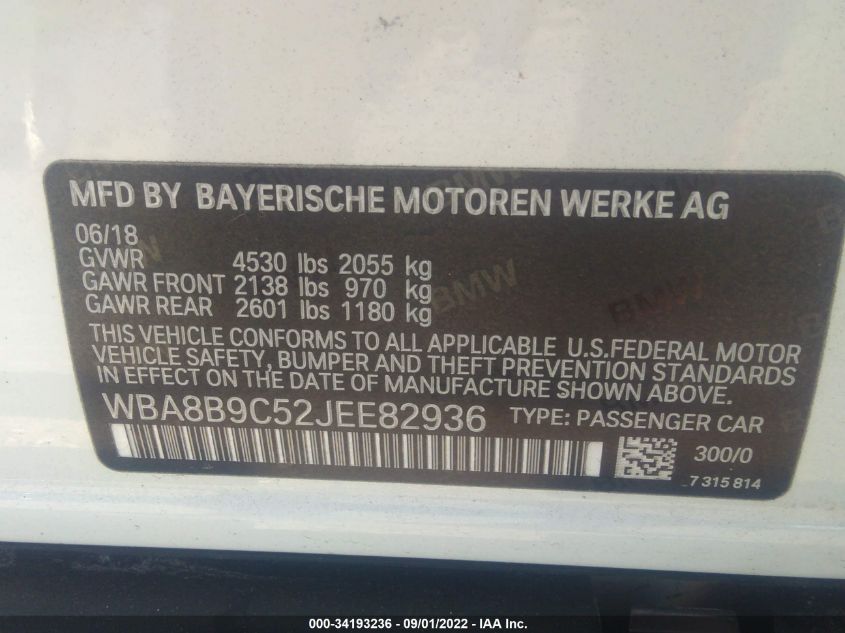 MFD BY BAYERISCHE MOTOREN WERKE AG
06/18
GVWR 4530 lbs 2055 kg
GAWR FRONT 2138 lbs 970 kg
GAWR REAR 2601 lbs 1180 kg
THIS VEHICLE CONFORMS TO ALL APPLICABLE U.S.FEDERAL MOTOR
VEHICLE SAFETY, BUMPER AND THEFT PREVENTION STANDARDS
IN EFFECT ON THE DATE OF MANUFACTURE SHOWN ABOVE.
WBA8B9C52JEE82936 TYPE: PASSENGER CAR
300/0
_7 315 814
BMW
BMW
000-34193236 - 09/01/2022 - IAA Inc.